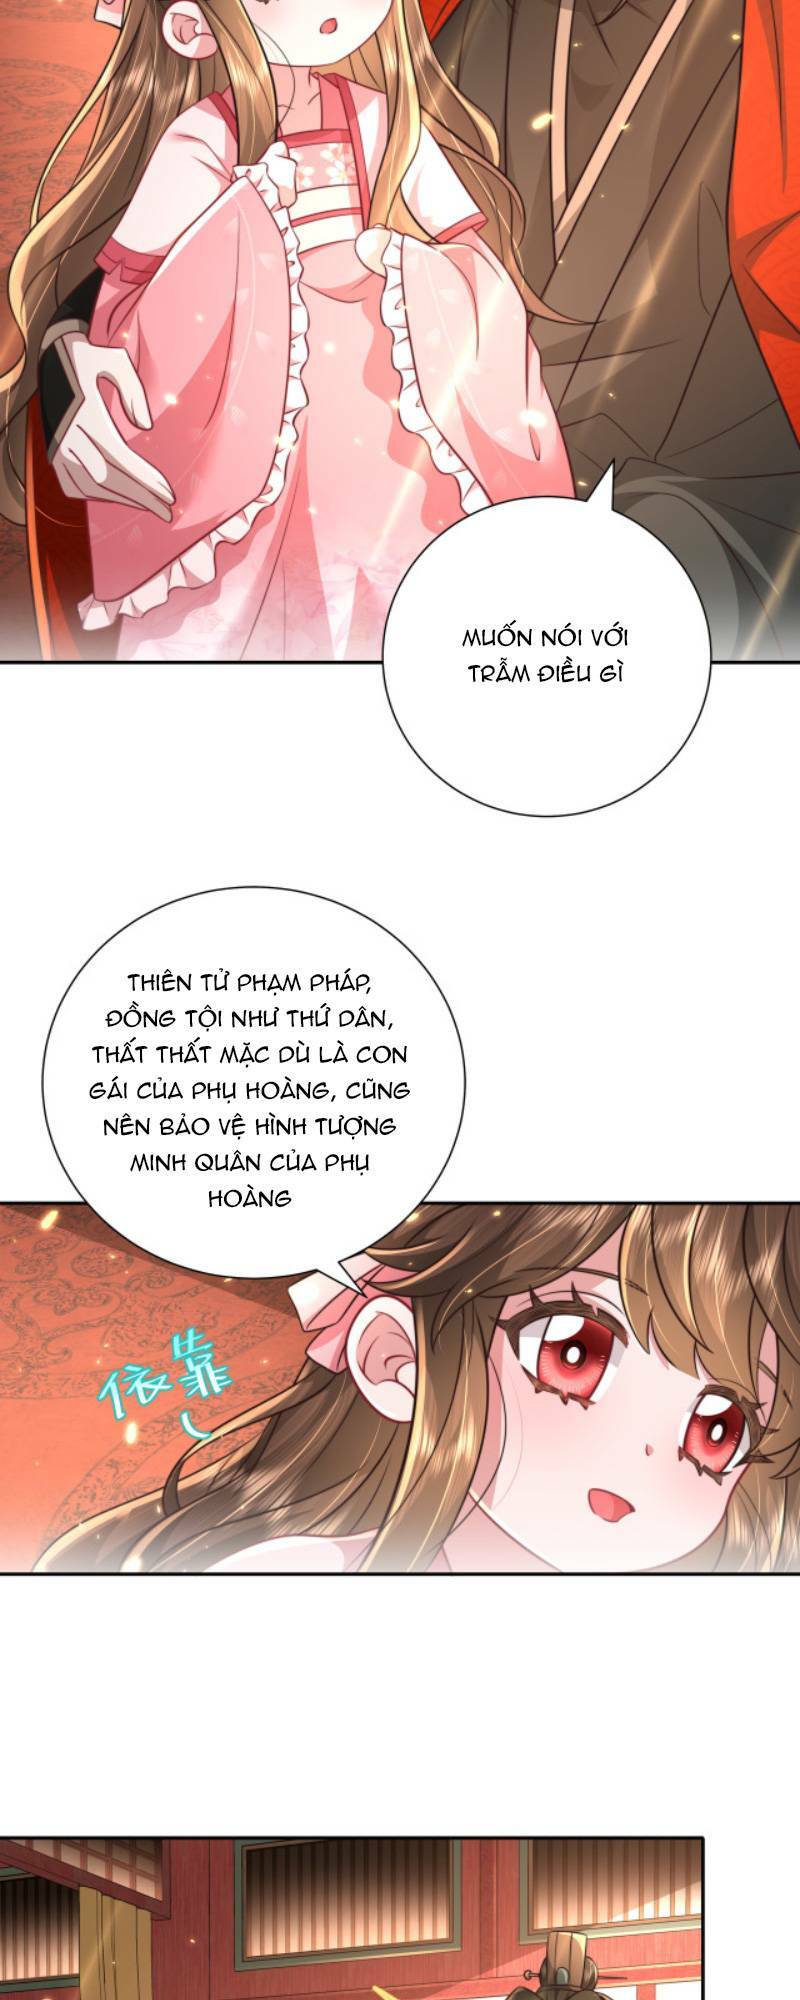 MUỐN NÓI VỚI
TRẪM ĐIỀU GÌ
THIÊN TỬ PHẠM PHÁP,
ĐỒNG TỘI NHƯ THỨ DÂN,
THẤT THẤT MẶC DÙ LÀ CON
GÁI CỦA PHỤ HOÀNG, CŨNG
NÊN BẢO VỆ HÌNH TƯỢNG
MINH QUÂN CỦA PHỤ
HOÀNG
依靠